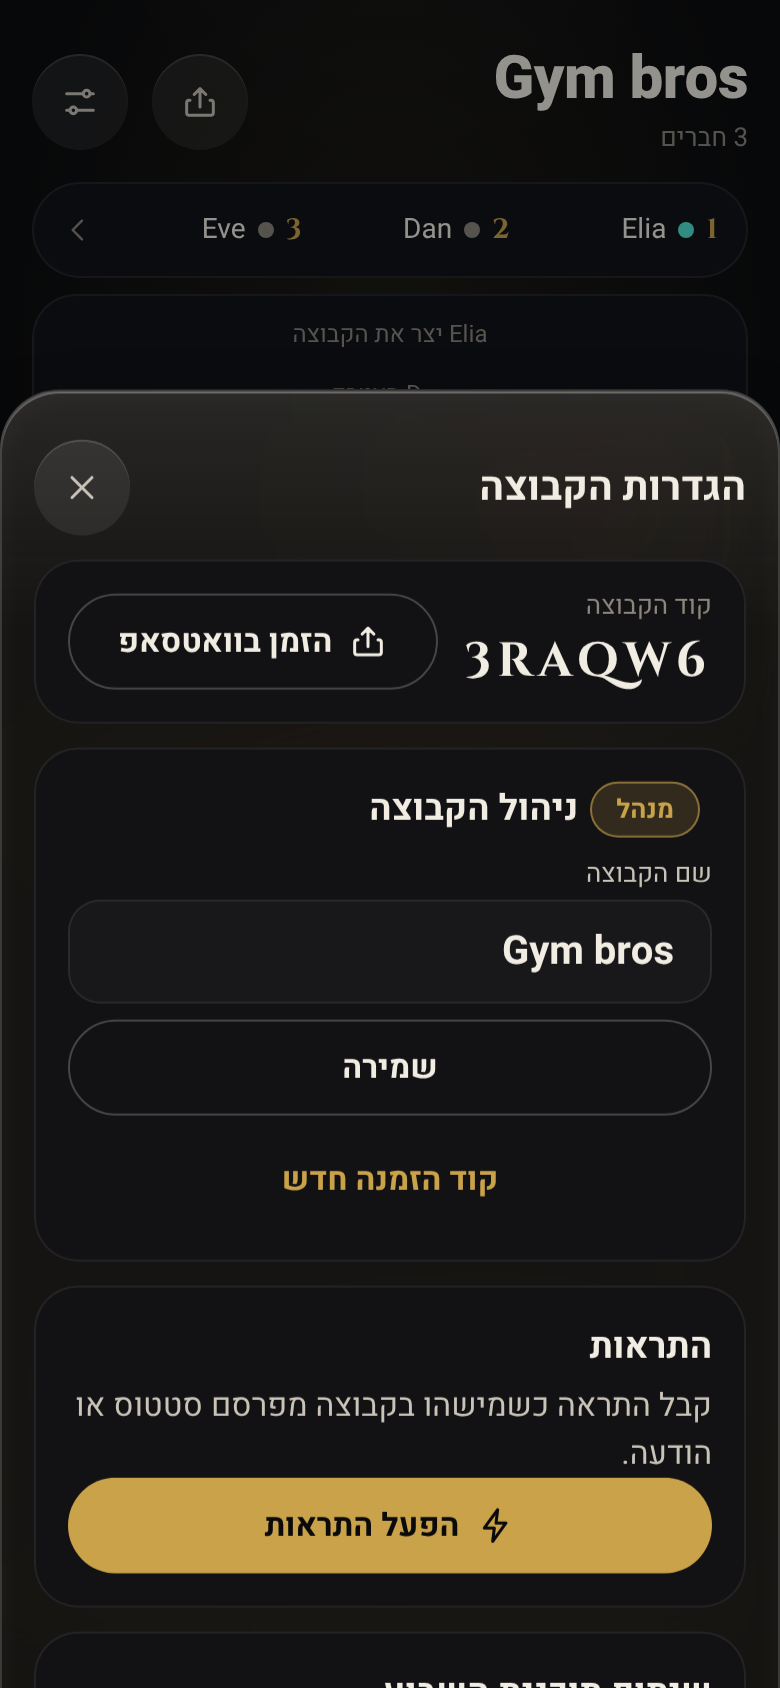 Gym bros
3 חברים
1 Elia 2 Dan 3 Eve
Elia יצר את הקבוצה
הגדרות הקבוצה
קוד הקבוצה
3RAQW6
הזמן בוואטסאפ
מנהל ניהול הקבוצה
שם הקבוצה
Gym bros
שמירה
קוד הזמנה חדש
התראות
קבל התראה כשמישהו בקבוצה מפרסם סטטוס או
הודעה.
הפעל התראות